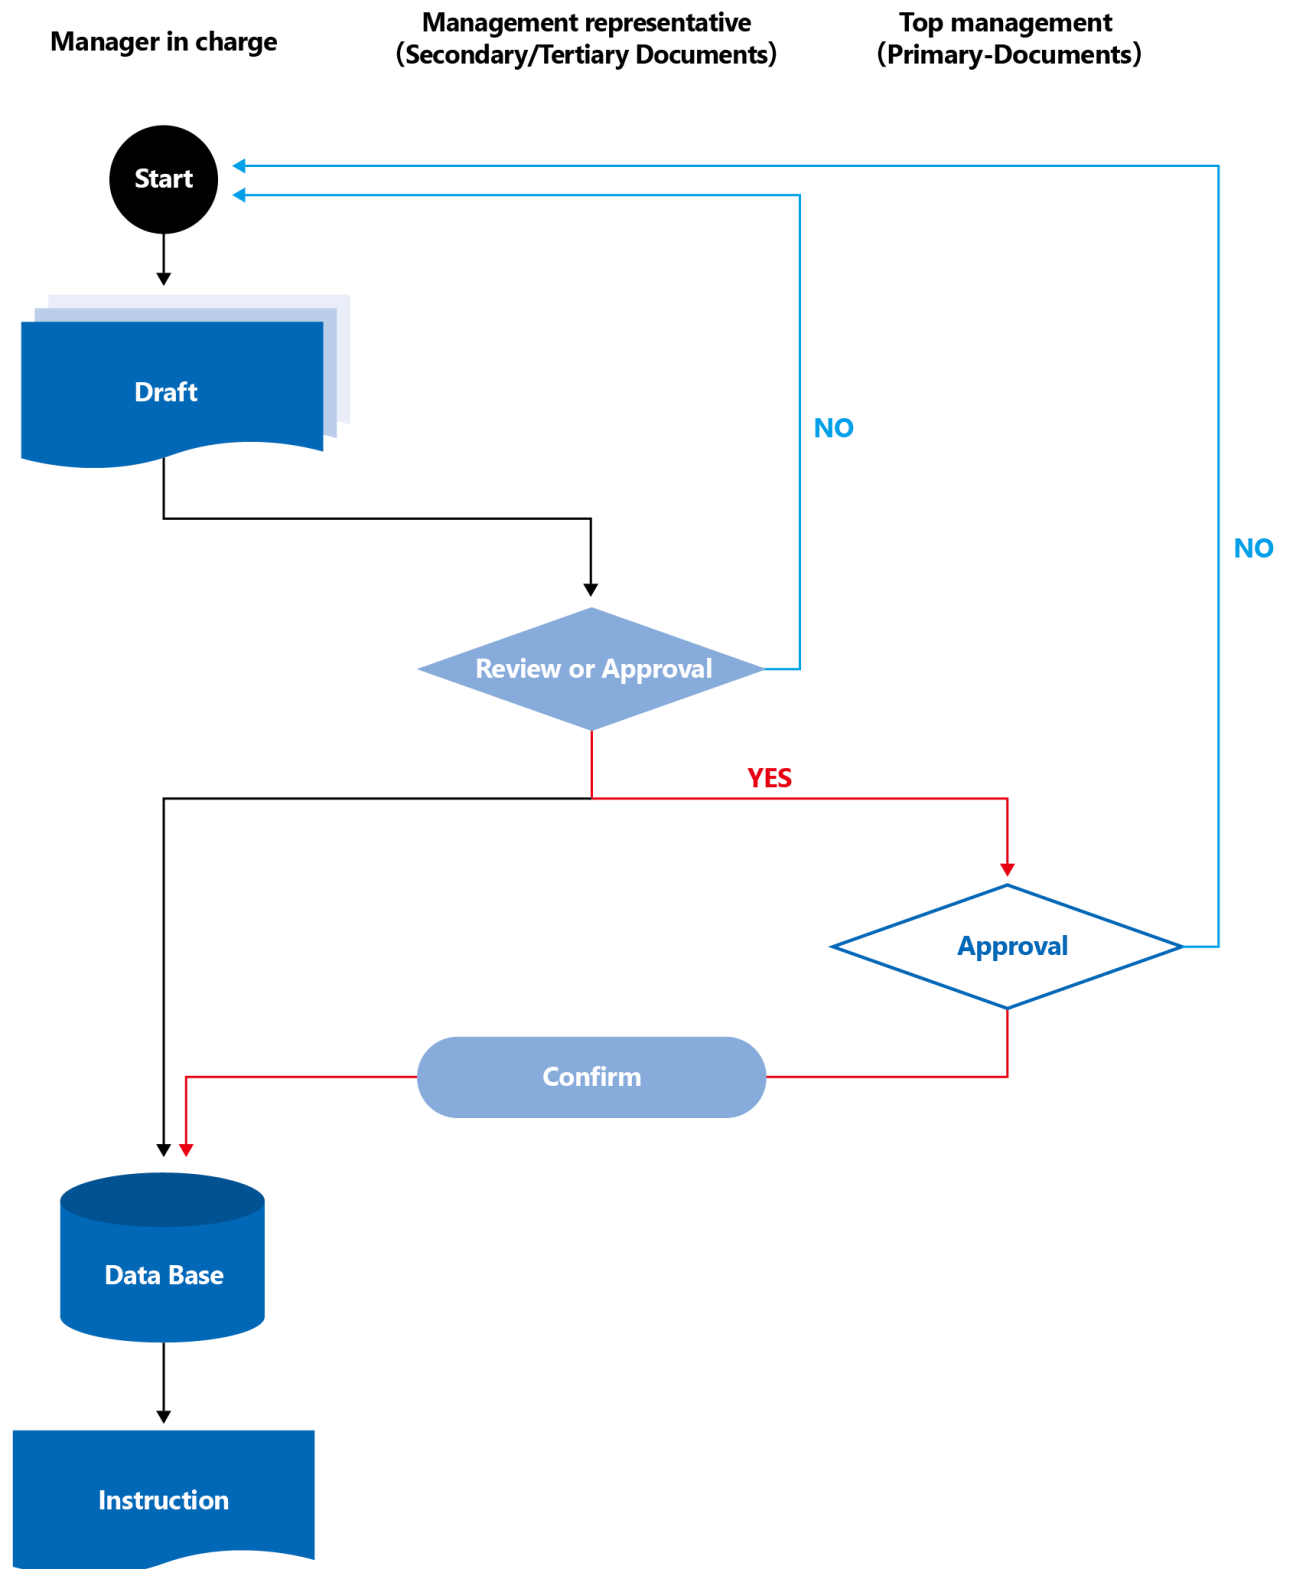 Manager in charge
Management representative
（Secondary/Tertiary Documents）
Top management
（Primary-Documents）
Start
Draft
NO
NO
Review or Approval
YES
Approval
Confirm
Data Base
Instruction